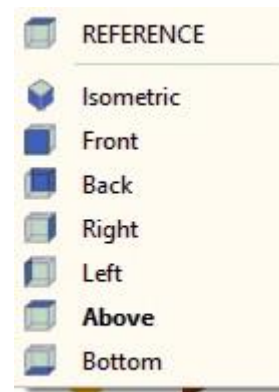 REFERENCE
Isometric
Front
Back
Right
Left
Above
Bottom